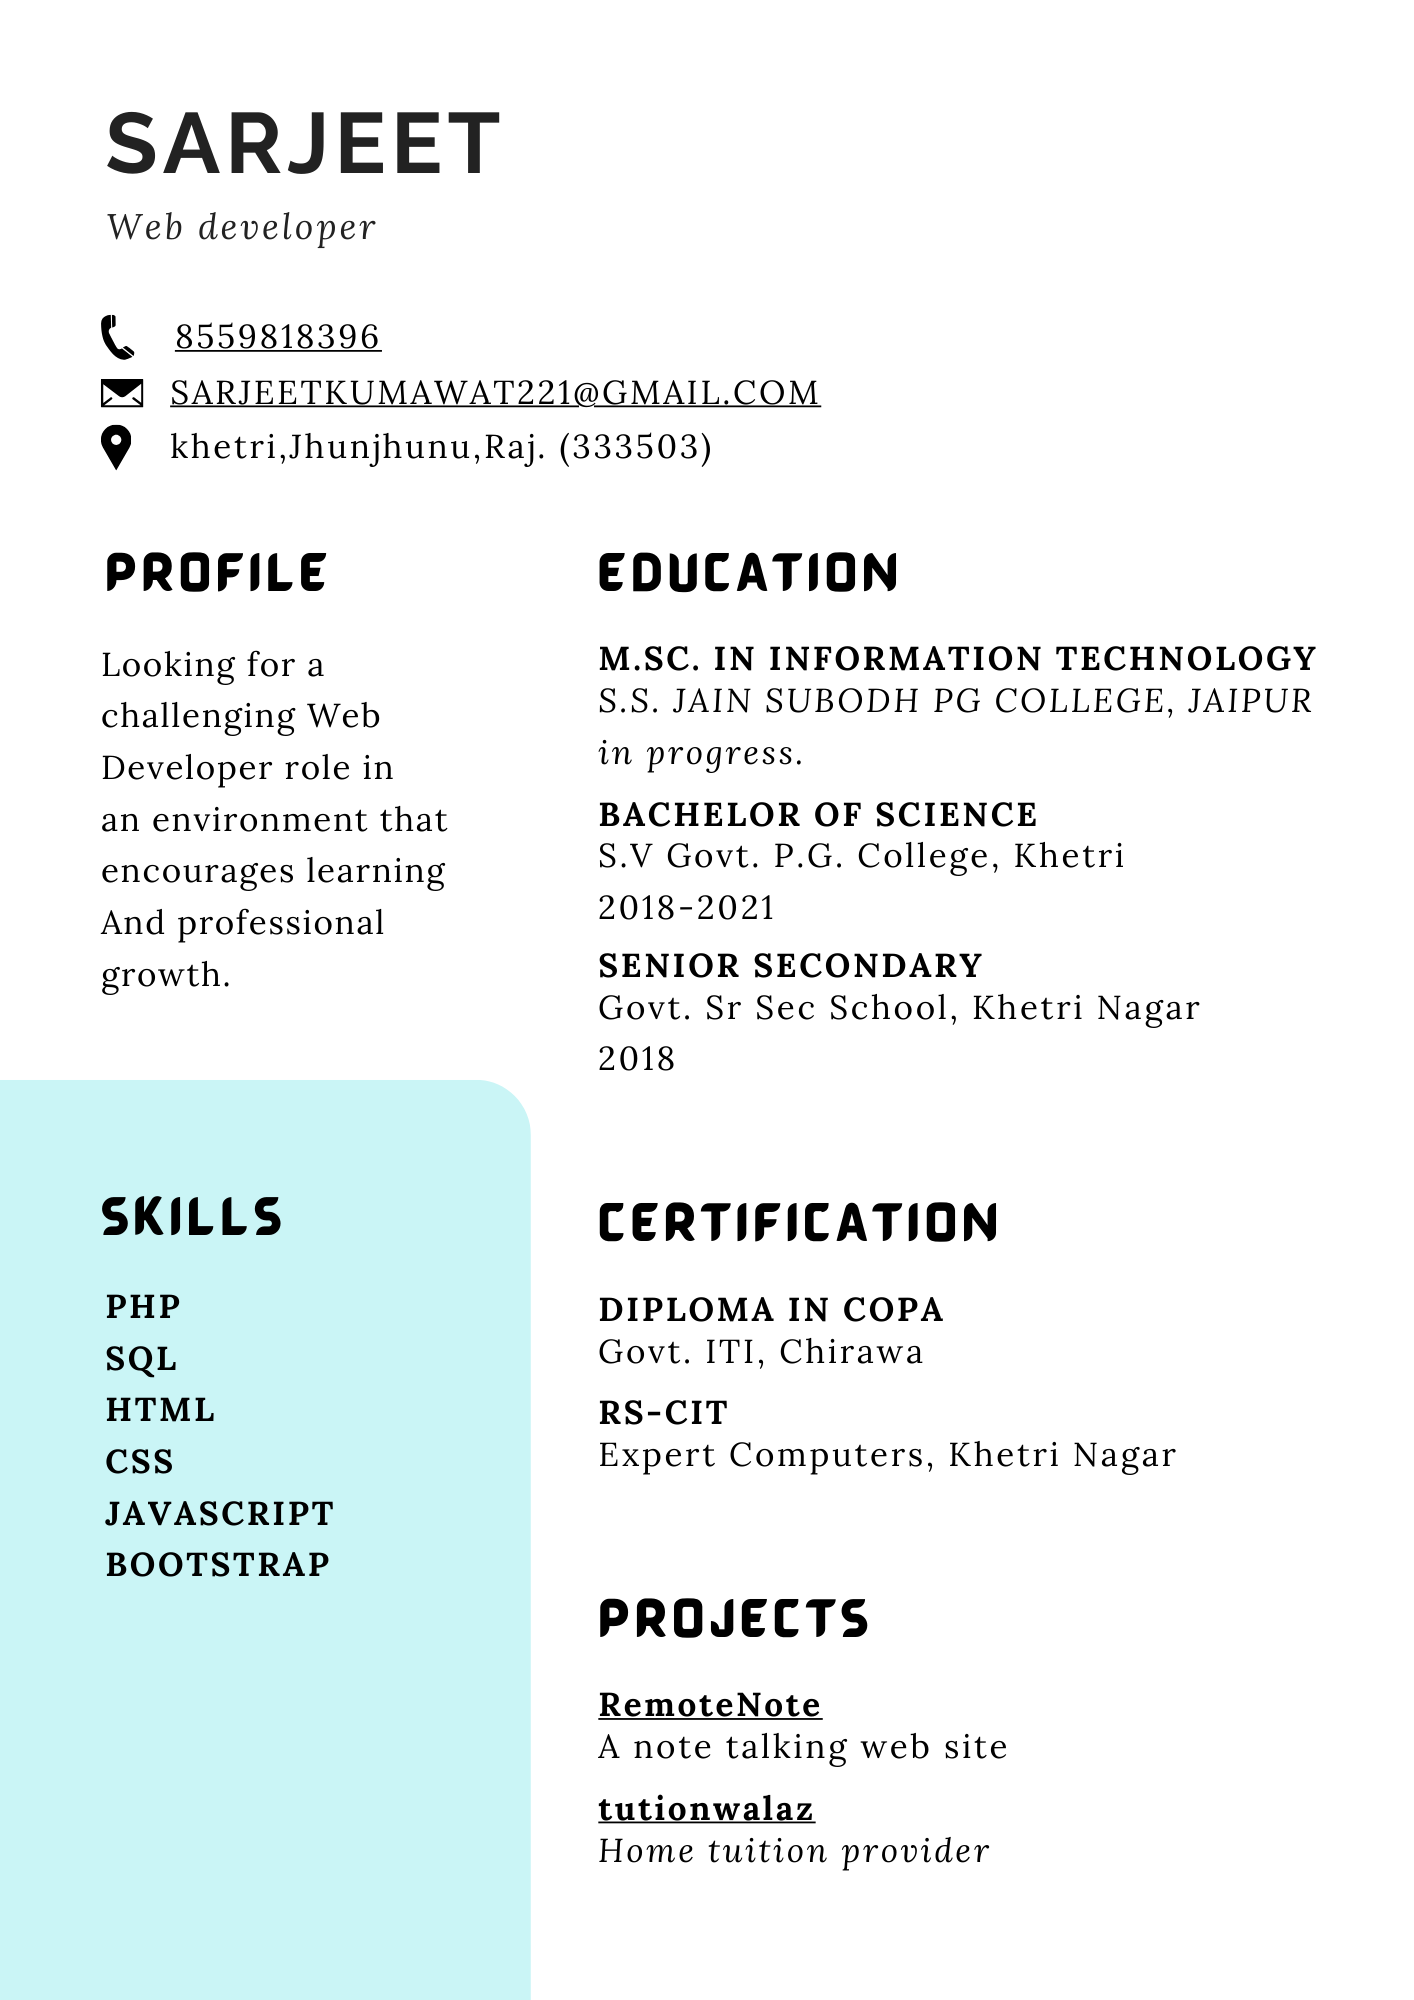 SARJEET
Web developer
8559818396
SARJEETKUMAWAT221@GMAIL.COM
khetri,Jhunjhunu,Raj. (333503)
PROFILE
Looking for a
challenging Web
Developer role in
an environment that
encourages learning
And professional
growth.
SKILLS
PHP
SQL
HTML
CSS
JAVASCRIPT
BOOTSTRAP
EDUCATION
M.SC. IN INFORMATION TECHNOLOGY
S.S. JAIN SUBODH PG COLLEGE, JAIPUR
in progress.
BACHELOR OF SCIENCE
S.V Govt. P.G. College, Khetri
2018-2021
SENIOR SECONDARY
Govt. Sr Sec School, Khetri Nagar
2018
CERTIFICATION
DIPLOMA IN COPA
Govt. ITI, Chirawa
RS-CIT
Expert Computers, Khetri Nagar
PROJECTS
RemoteNote
A note talking web site
tutionwalaz
Home tuition provider